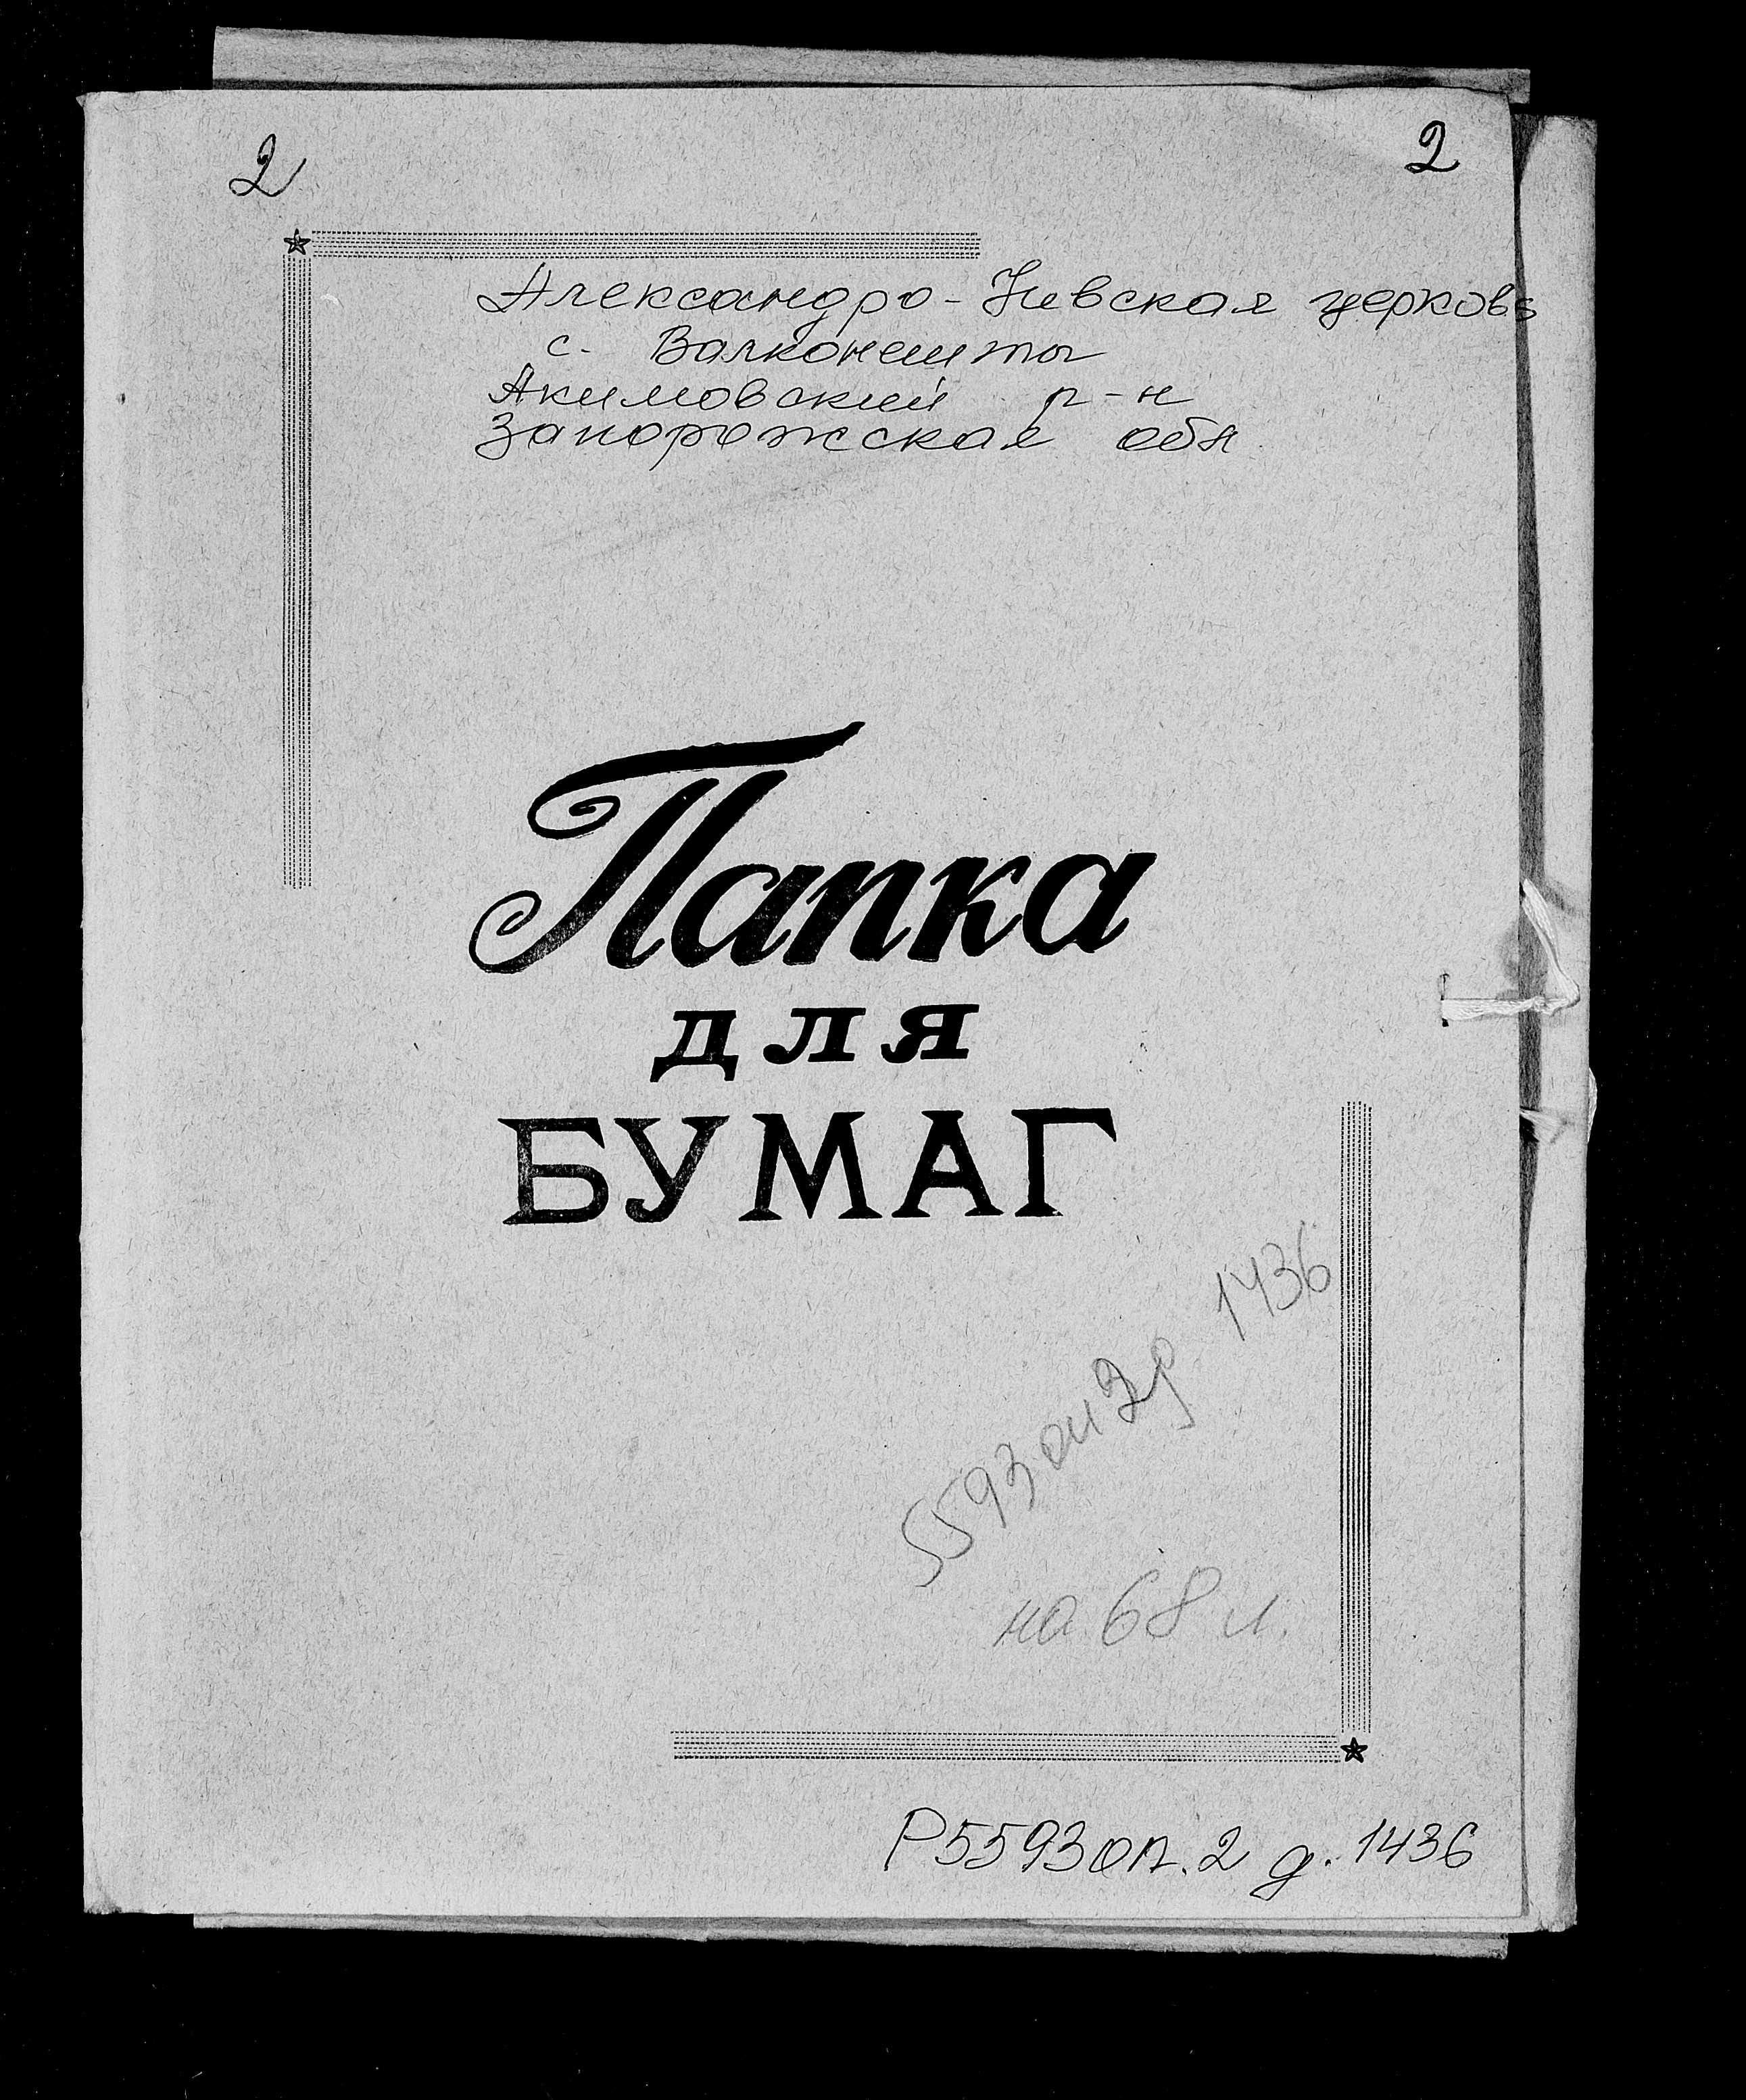 2
2
Александро-Невская церковь
с. Валконешты
Акимовский р-н
Запорожская обл
Папка
для
БУМАГ
5593 оп 2 д 1436
на 68 л.
Р5593 оп. 2 д. 1436